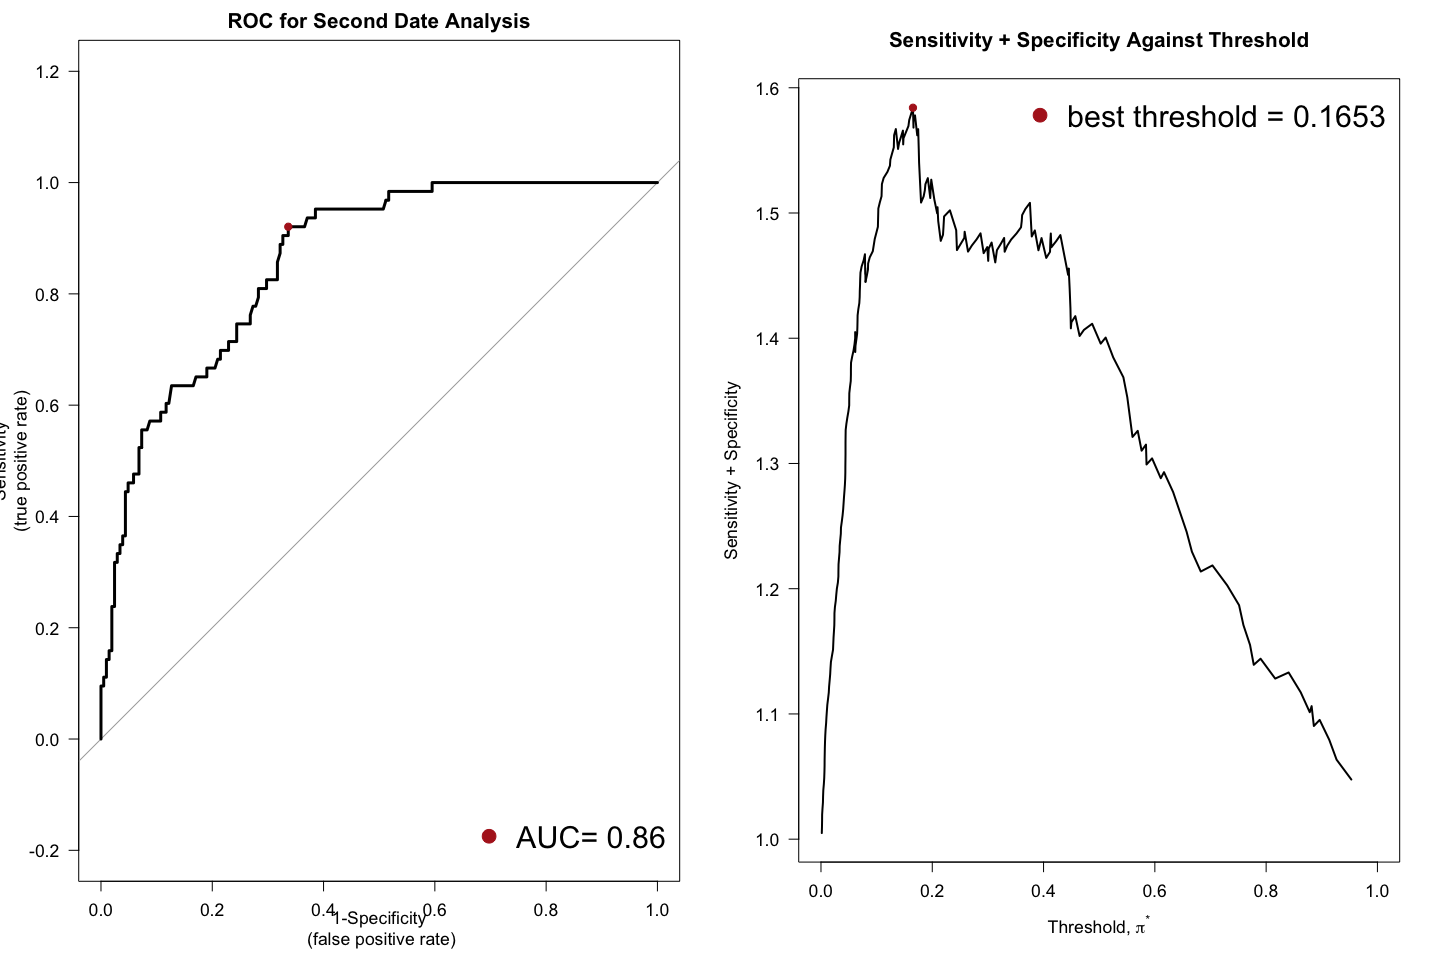 ROC for Second Date Analysis
1.2
1.0
0.8
0.6
0.4
0.2
0.0
-0.2
Sensitivity
(true positive rate)
AUC= 0.86
0.0 0.2 0.4 0.6 0.8 1.0
1-Specificity
(false positive rate)
Sensitivity + Specificity Against Threshold
1.6
1.5
1.4
1.3
1.2
1.1
1.0
Sensitivity + Specificity
best threshold = 0.1653
0.0 0.2 0.4 0.6 0.8 1.0
Threshold, π*